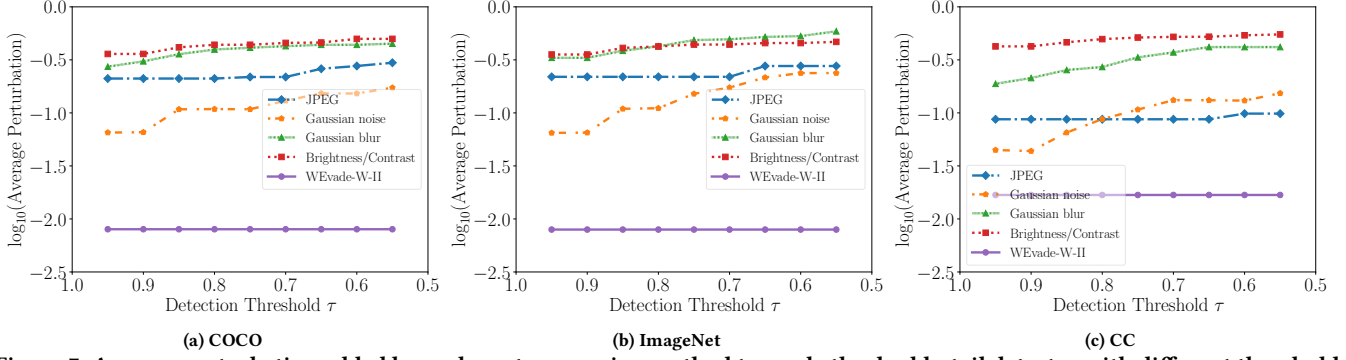 0.0
−0.5
−1.0
−1.5
−2.0
−2.5
1.0 0.9 0.8 0.7 0.6 0.5
log10(Average Perturbation)
Detection Threshold τ
JPEG
Gaussian noise
Gaussian blur
Brightness/Contrast
WEvade-W-II
(a) COCO
0.0
−0.5
−1.0
−1.5
−2.0
−2.5
1.0 0.9 0.8 0.7 0.6 0.5
log10(Average Perturbation)
Detection Threshold τ
JPEG
Gaussian noise
Gaussian blur
Brightness/Contrast
WEvade-W-II
(b) ImageNet
0.0
−0.5
−1.0
−1.5
−2.0
−2.5
1.0 0.9 0.8 0.7 0.6 0.5
log10(Average Perturbation)
Detection Threshold τ
JPEG
Gaussian noise
Gaussian blur
Brightness/Contrast
WEvade-W-II
(c) CC